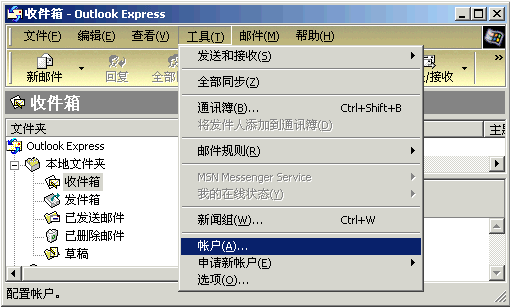 收件箱 - Outlook Express
文件(F) 编辑(E) 查看(V) 工具(T) 邮件(M) 帮助(H)
新邮件 回复 全部 /接收 »
收件箱
文件夹
Outlook Express
本地文件夹
收件箱
发件箱
已发送邮件
已删除邮件
草稿
发送和接收(S)
全部同步(Z)
通讯簿(B)... Ctrl+Shift+B
将发件人添加到通讯簿(D)
邮件规则(R)
MSN Messenger Service
我的在线状态(Y)
新闻组(W)... Ctrl+W
帐户(A)...
申请新帐户(E)
选项(O)...
配置帐户。